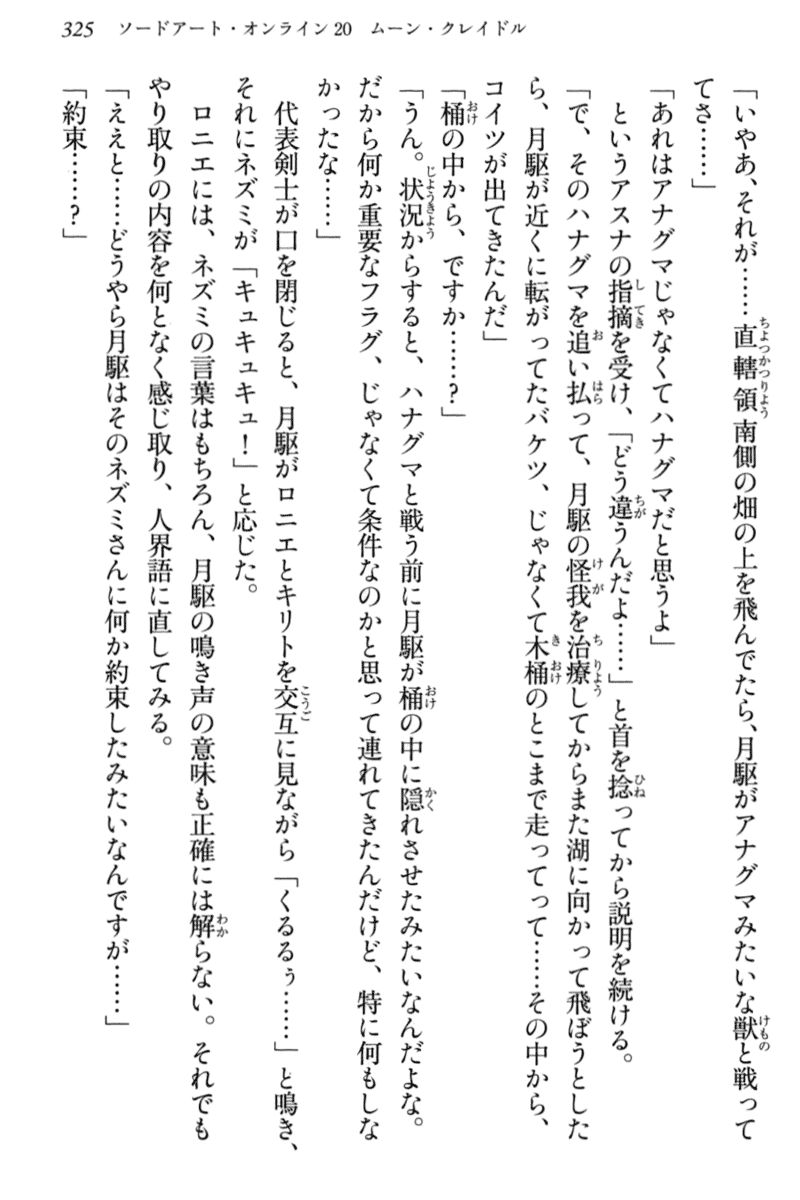 325　ソードアート・オンライン20　ムーン・クレイドル
「いやあ、それが……直轄領南側の畑の上を飛んでたら、月駆がアナグマみたいな獣と戦って
てさ……」
「あれはアナグマじゃなくてハナグマだと思うよ」
というアスナの指摘を受け、「どう違うんだよ……」と首を捻ってから説明を続ける。
「で、そのハナグマを追い払って、月駆の怪我を治療してからまた湖に向かって飛ぼうとした
ら、月駆が近くに転がってたバケツ、じゃなくて木桶のとこまで走ってって……その中から、
コイツが出てきたんだ」
「桶の中から、ですか……？」
「うん。状況からすると、ハナグマと戦う前に月駆が桶の中に隠れさせたみたいなんだよな。
だから何か重要なフラグ、じゃなくて条件なのかと思って連れてきたんだけど、特に何もしな
かったな……」
代表剣士が口を閉じると、月駆がロニエとキリトを交互に見ながら「くるるぅ……」と鳴き、
それにネズミが「キュキュキュ！」と応じた。
ロニエには、ネズミの言葉はもちろん、月駆の鳴き声の意味も正確には解らない。それでも
やり取りの内容を何となく感じ取り、人界語に直してみる。
「ええと……どうやら月駆はそのネズミさんに何か約束したみたいなんですが……」
「約束……？」